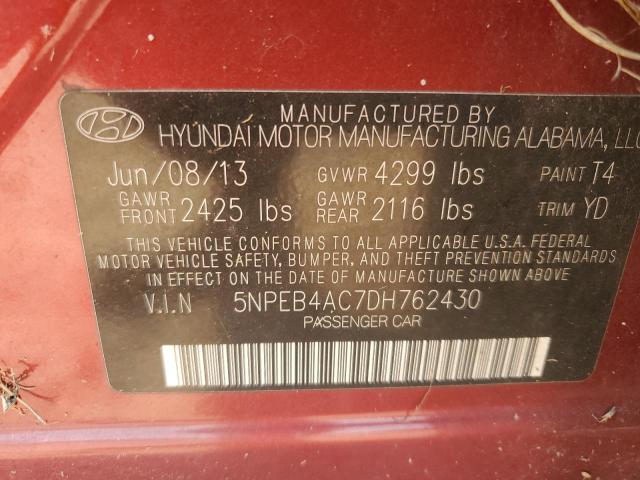 MANUFACTURED BY
HYUNDAI MOTOR MANUFACTURING ALABAMA, LLC
Jun/08/13 GVWR 4299 lbs PAINT T4
GAWR FRONT 2425 lbs GAWR REAR 2116 lbs TRIM YD
THIS VEHICLE CONFORMS TO ALL APPLICABLE U.S.A. FEDERAL
MOTOR VEHICLE SAFETY, BUMPER, AND THEFT PREVENTION STANDARDS
IN EFFECT ON THE DATE OF MANUFACTURE SHOWN ABOVE
V.I.N 5NPEB4AC7DH762430
PASSENGER CAR